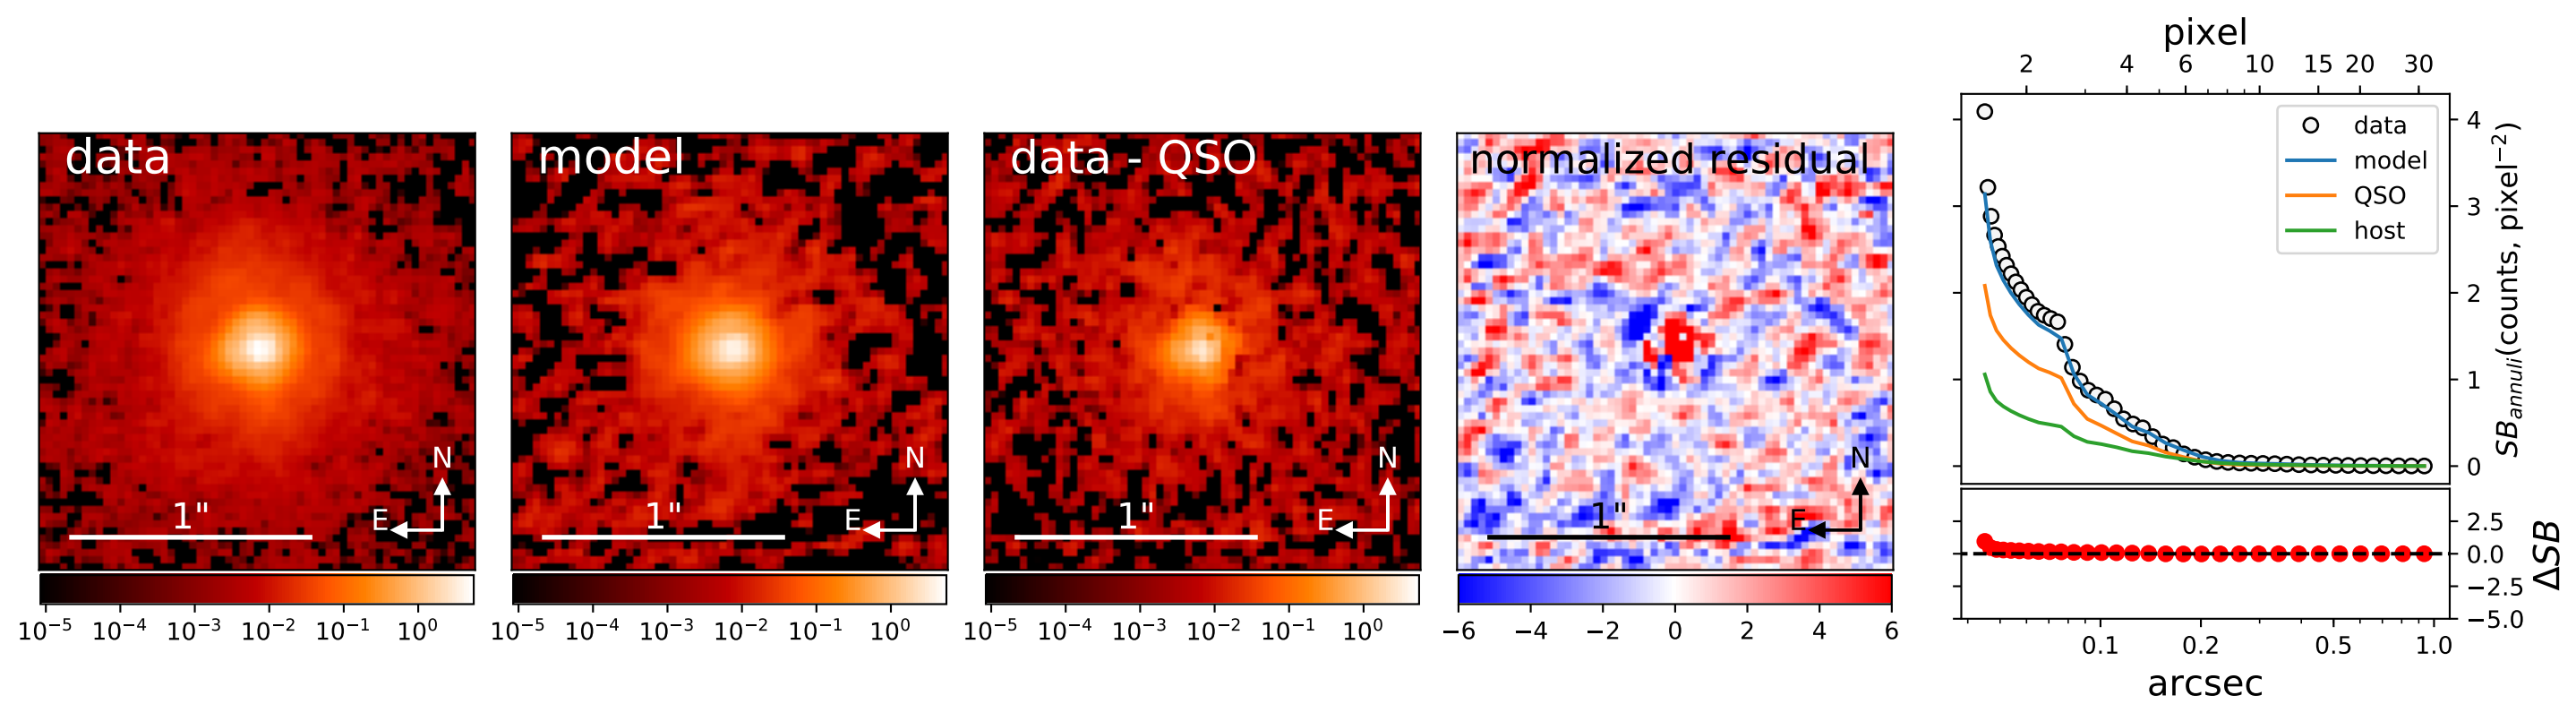 data
N
E
1"
10⁻⁵ 10⁻⁴ 10⁻³ 10⁻² 10⁻¹ 10⁰
model
N
E
1"
10⁻⁵ 10⁻⁴ 10⁻³ 10⁻² 10⁻¹ 10⁰
data - QSO
N
E
1"
10⁻⁵ 10⁻⁴ 10⁻³ 10⁻² 10⁻¹ 10⁰
normalized residual
N
E
1"
−6 −4 −2 0 2 4 6
pixel
2 4 6 10 15 20 30
data
model
QSO
host
4
3
2
1
0
SB_annuli(counts, pixel⁻²)
2.5
0.0
−2.5
−5.0
ΔSB
0.1 0.2 0.5 1.0
arcsec